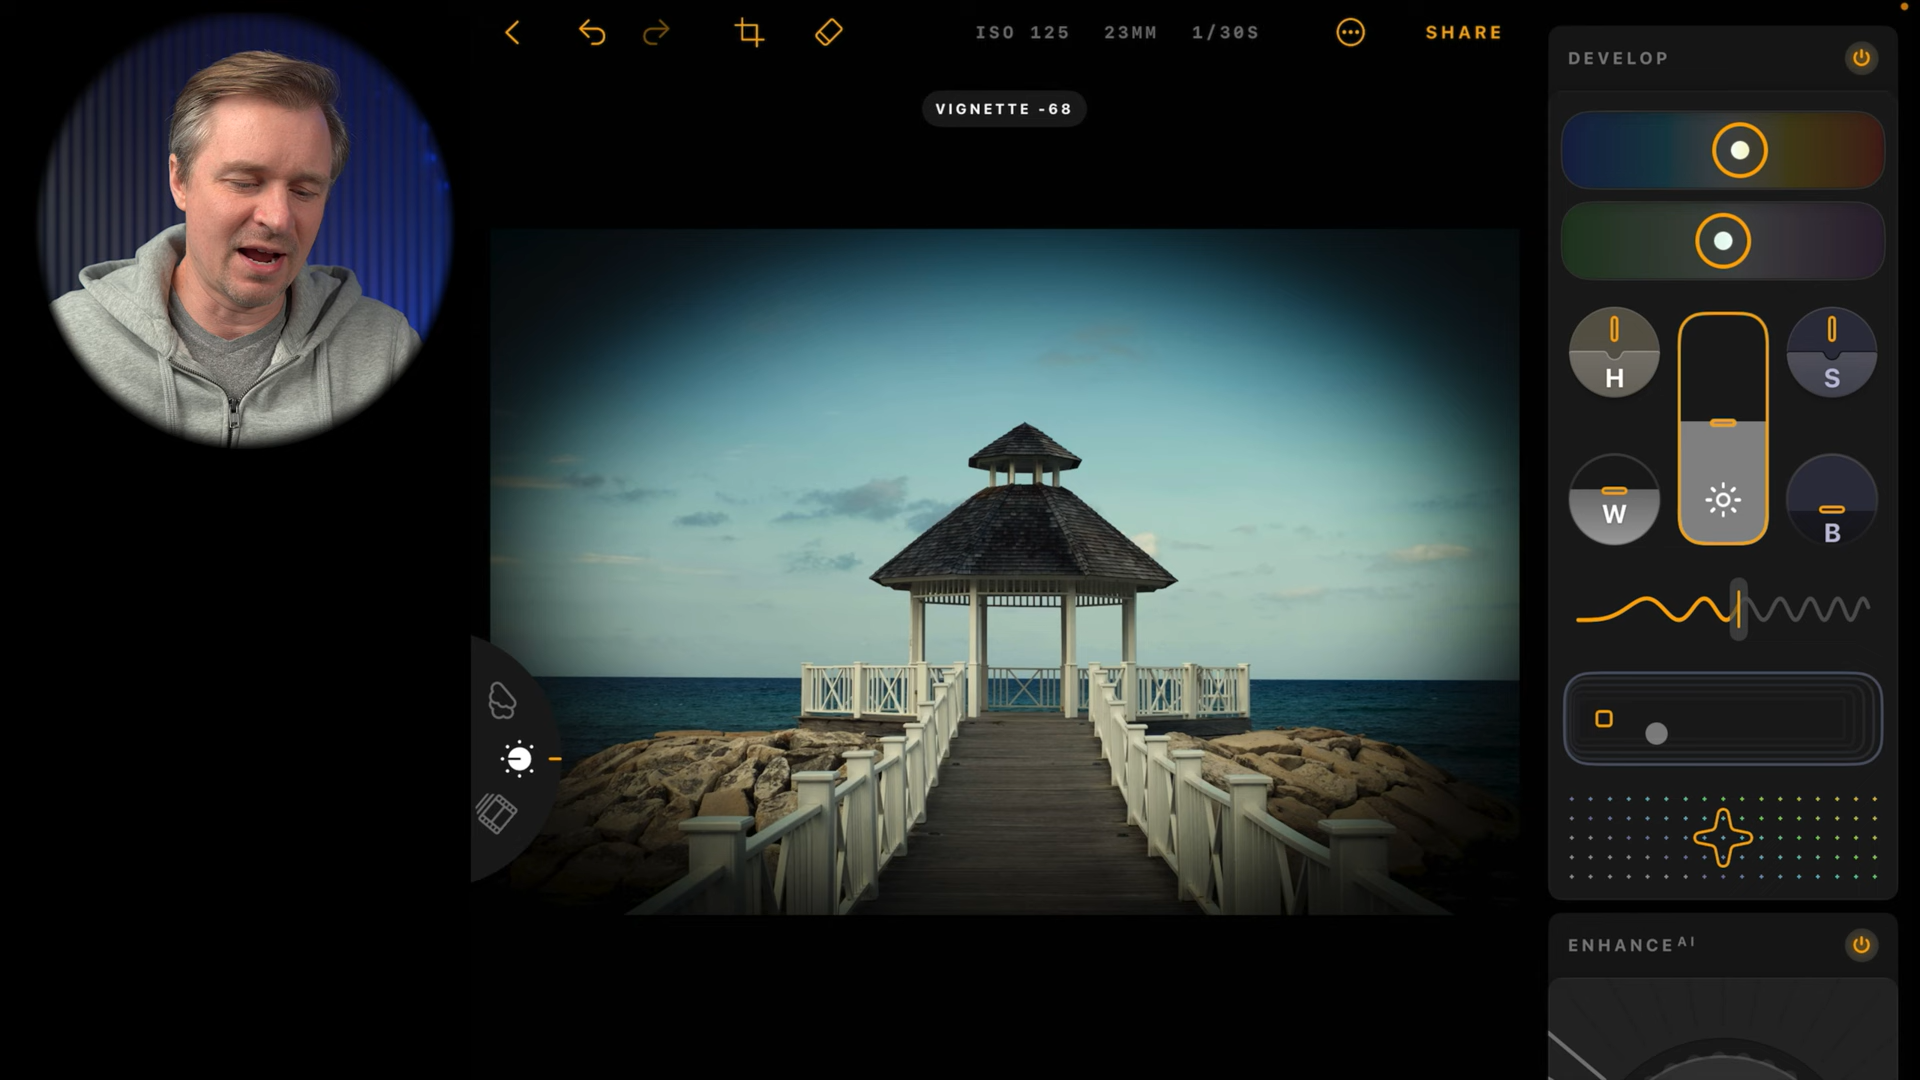 ISO 125 23MM 1/30S SHARE
VIGNETTE -68
DEVELOP
H
S
W
B
ENHANCE AI